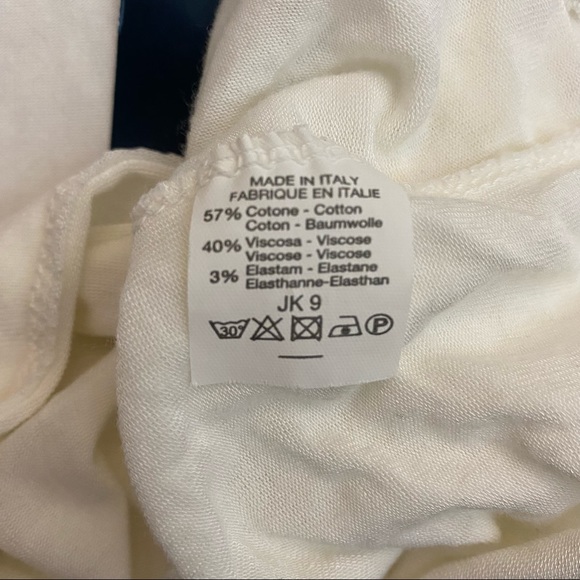 MADE IN ITALY
FABRIQUE EN ITALIE
57% Cotone - Cotton
Coton - Baumwolle
40% Viscosa - Viscose
Viscose - Viscose
3% Elastam - Elastane
Elasthanne-Elasthan
JK 9
30° P